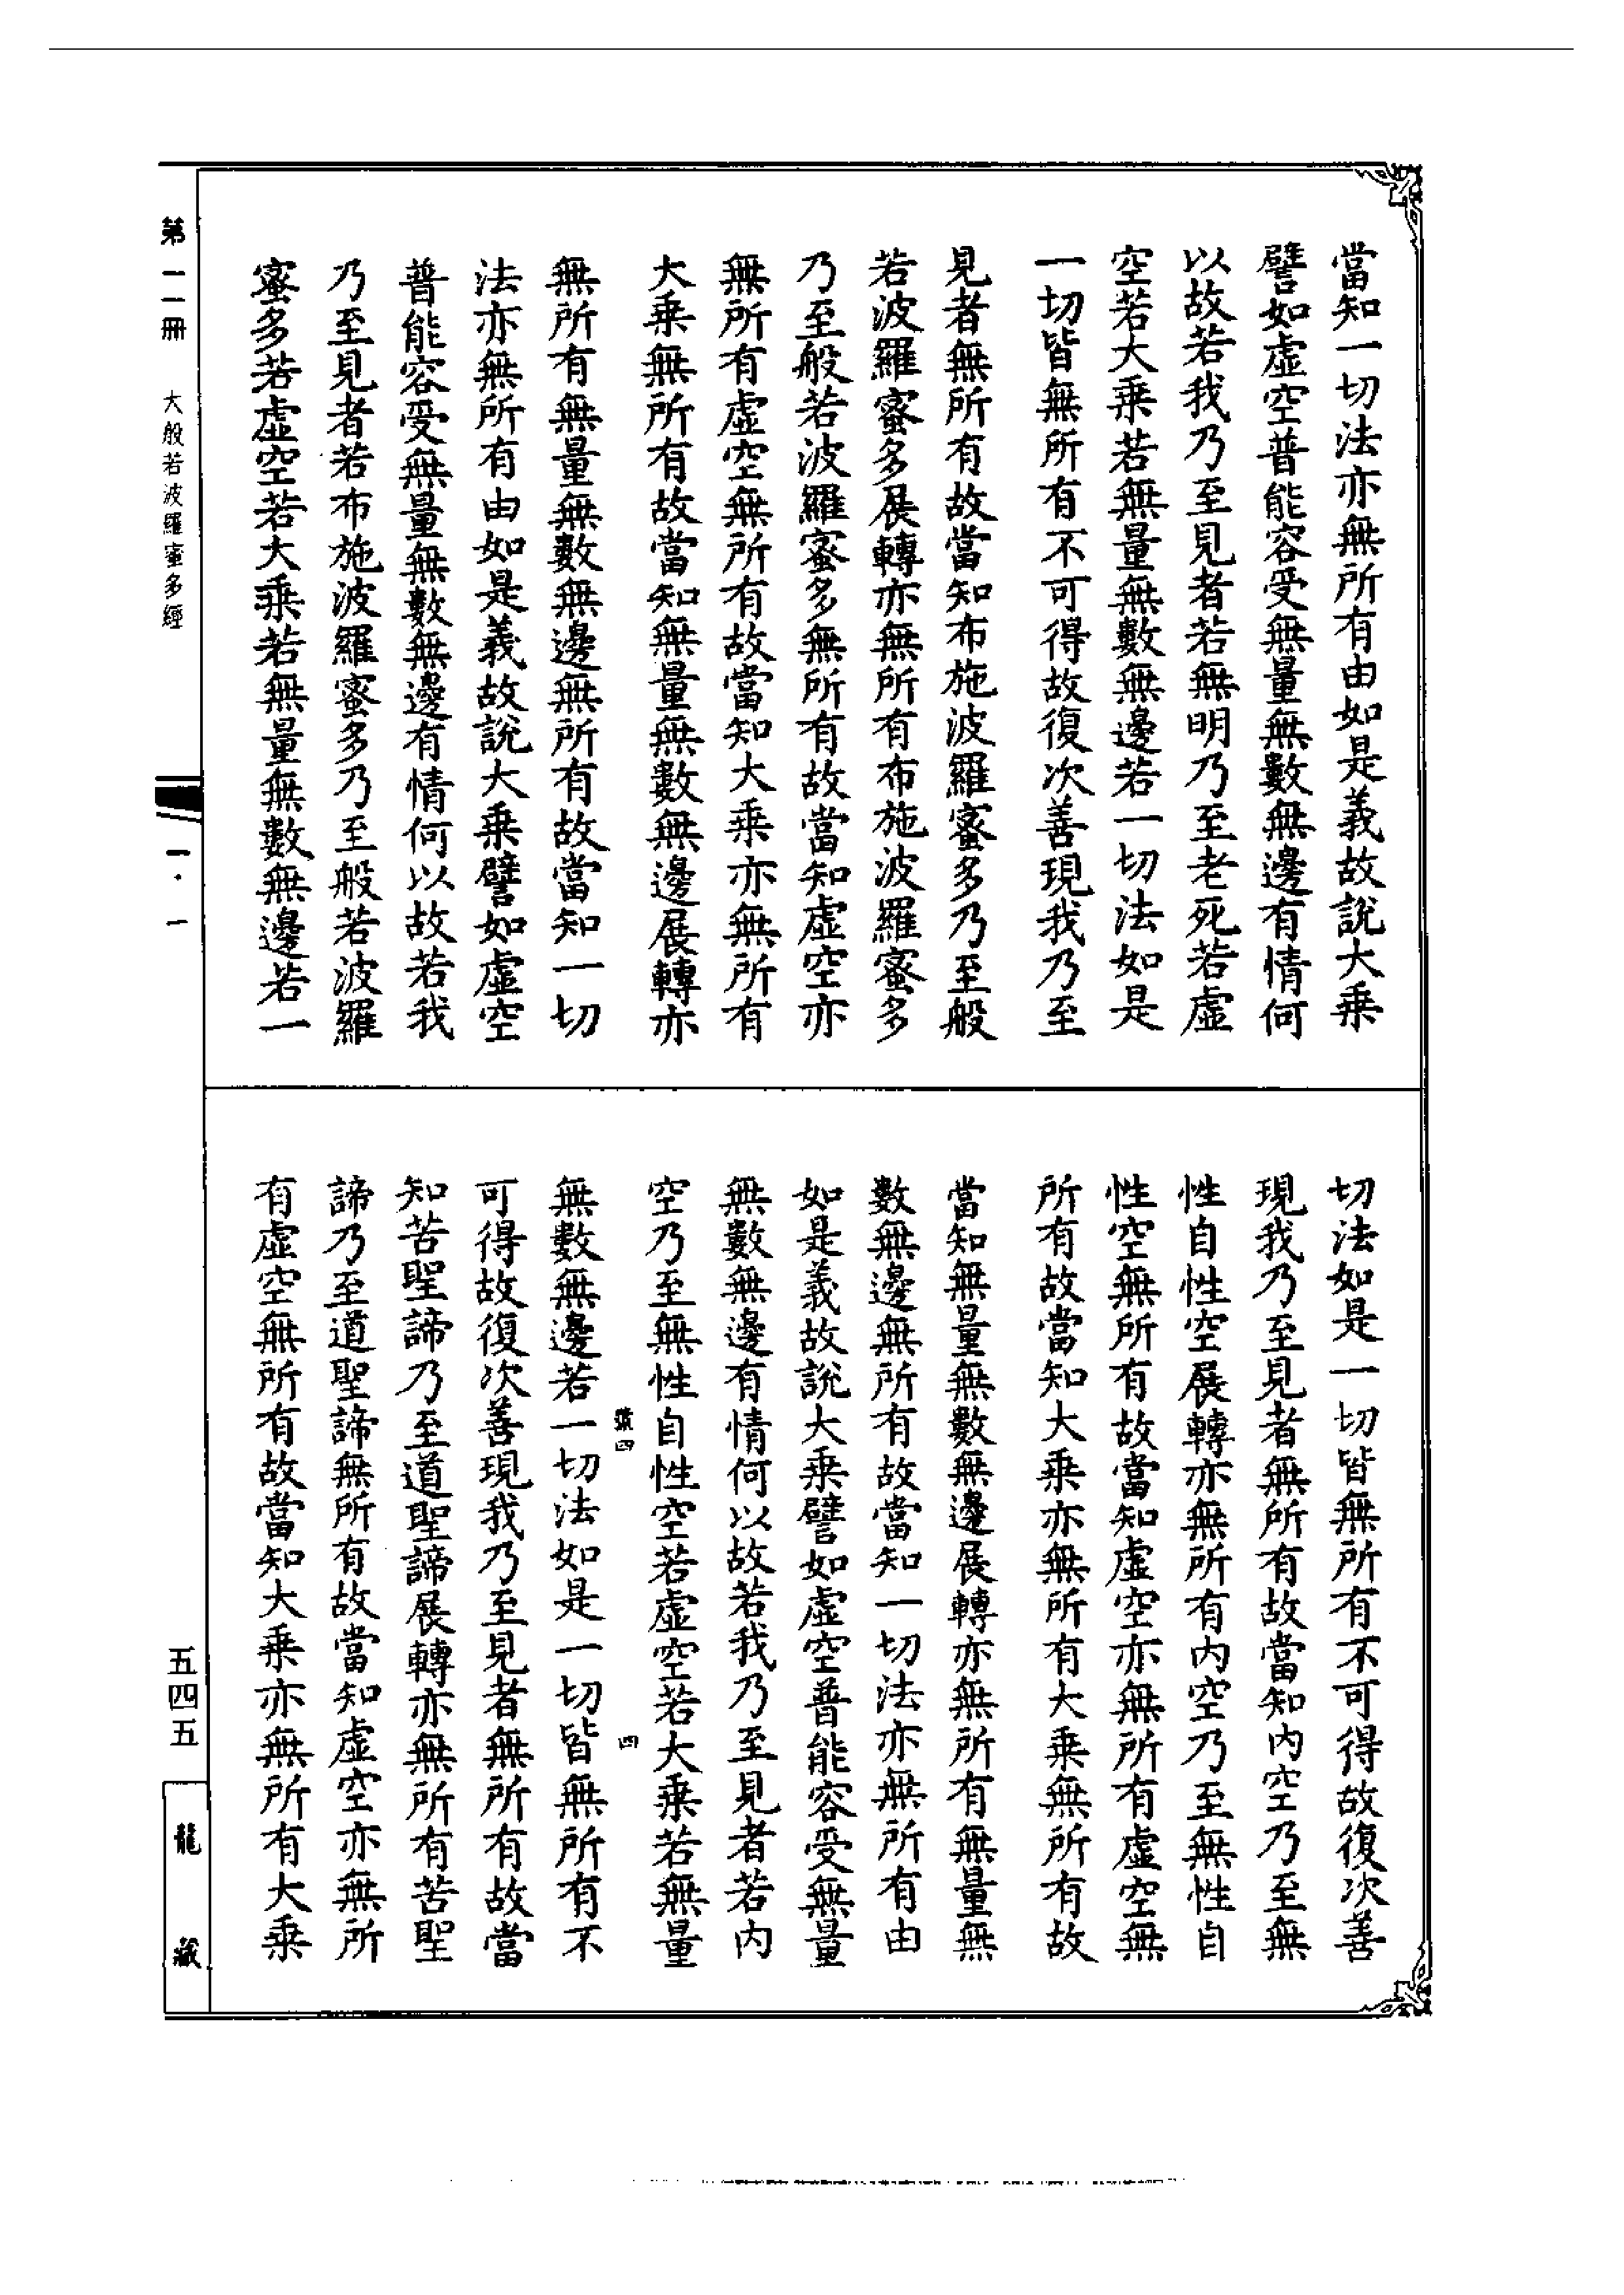 當知一切法亦無所有由如是義故說大乘
譬如虛空普能容受無量無數無邊有情何
以故若我乃至見者若無明乃至老死若虛
空若大乘若無量無數無邊若一切法如是
一切皆無所有不可得故復次善現我乃至
見者無所有故當知布施波羅蜜多乃至般
若波羅蜜多展轉亦無所有布施波羅蜜多
乃至般若波羅蜜多無所有故當知虛空亦
無所有虛空無所有故當知大乘亦無所有
大乘無所有故當知無量無數無邊展轉亦
無所有無量無數無邊無所有故當知一切
法亦無所有由如是義故說大乘譬如虛空
普能容受無量無數無邊有情何以故若我
乃至見者若布施波羅蜜多乃至般若波羅
蜜多若虛空若大乘若無量無數無邊若一
切法如是一切皆無所有不可得故復次善
現我乃至見者無所有故當知內空乃至無
性自性空展轉亦無所有內空乃至無性自
性空無所有故當知虛空亦無所有虛空無
所有故當知大乘亦無所有大乘無所有故
當知無量無數無邊展轉亦無所有無量無
數無邊無所有故當知一切法亦無所有由
如是義故說大乘譬如虛空普能容受無量
無數無邊有情何以故若我乃至見者若內
空乃至無性自性空若虛空若大乘若無量
四
四
無數無邊若一切法如是一切皆無所有不
可得故復次善現我乃至見者無所有故當
知苦聖諦乃至道聖諦展轉亦無所有苦聖
諦乃至道聖諦無所有故當知虛空亦無所
有虛空無所有故當知大乘亦無所有大乘
第二冊 大般若波羅蜜多經
一·一
五四五
龍藏